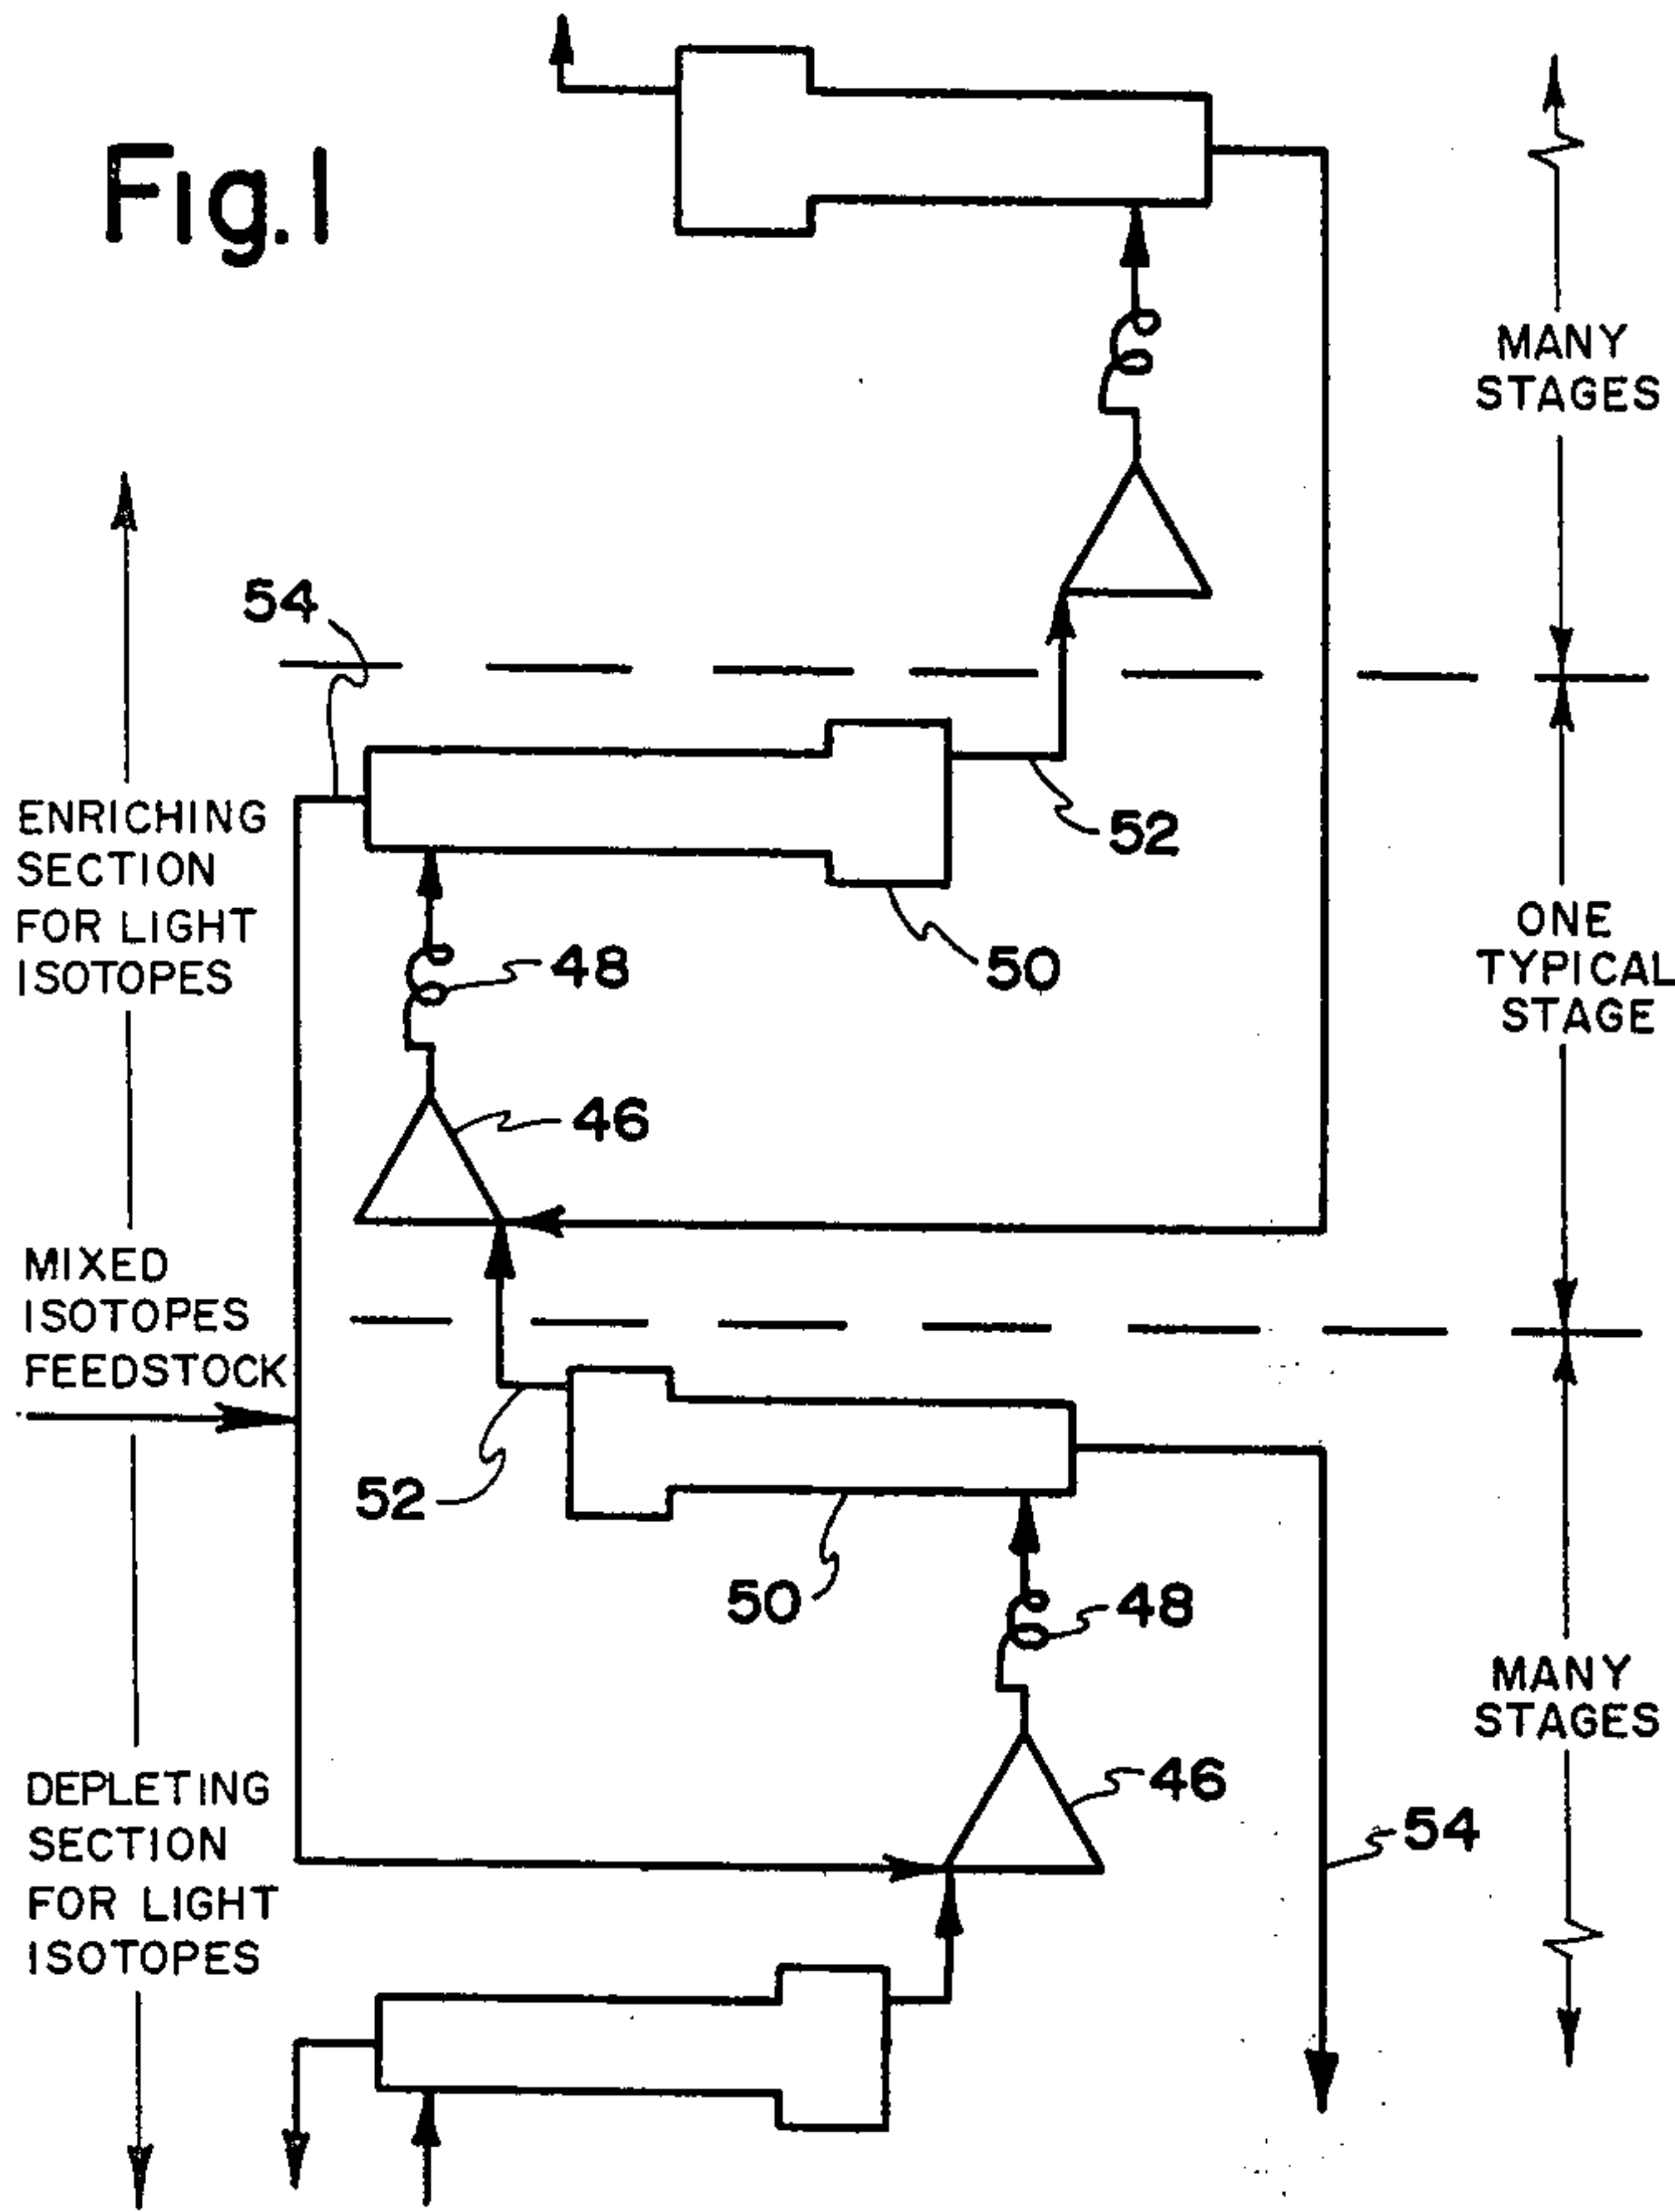 Fig.1
MANY
STAGES
54
ENRICHING
SECTION
FOR LIGHT
ISOTOPES
52
50
48
ONE
TYPICAL
STAGE
46
MIXED
ISOTOPES
FEEDSTOCK
52
50
48
MANY
STAGES
46
DEPLETING
SECTION
FOR LIGHT
ISOTOPES
54